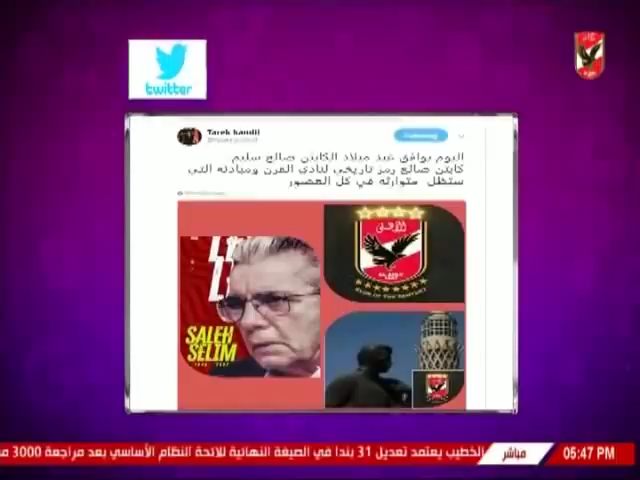 twitter
Tarek kandil
Following
اليوم يوافق عيد ميلاد الكابتن صالح سليم
كابتن صالح رمز تاريخي لنادي القرن ومبادئه التي
ستظل متوارثه في كل العصور
SALEH
SELIM
الأهلي
الخطيب يعتمد تعديل 31 بندا في الصيغة النهائية للائحة النظام الأساسي بعد مراجعة 3000
مباشر
05:47 PM